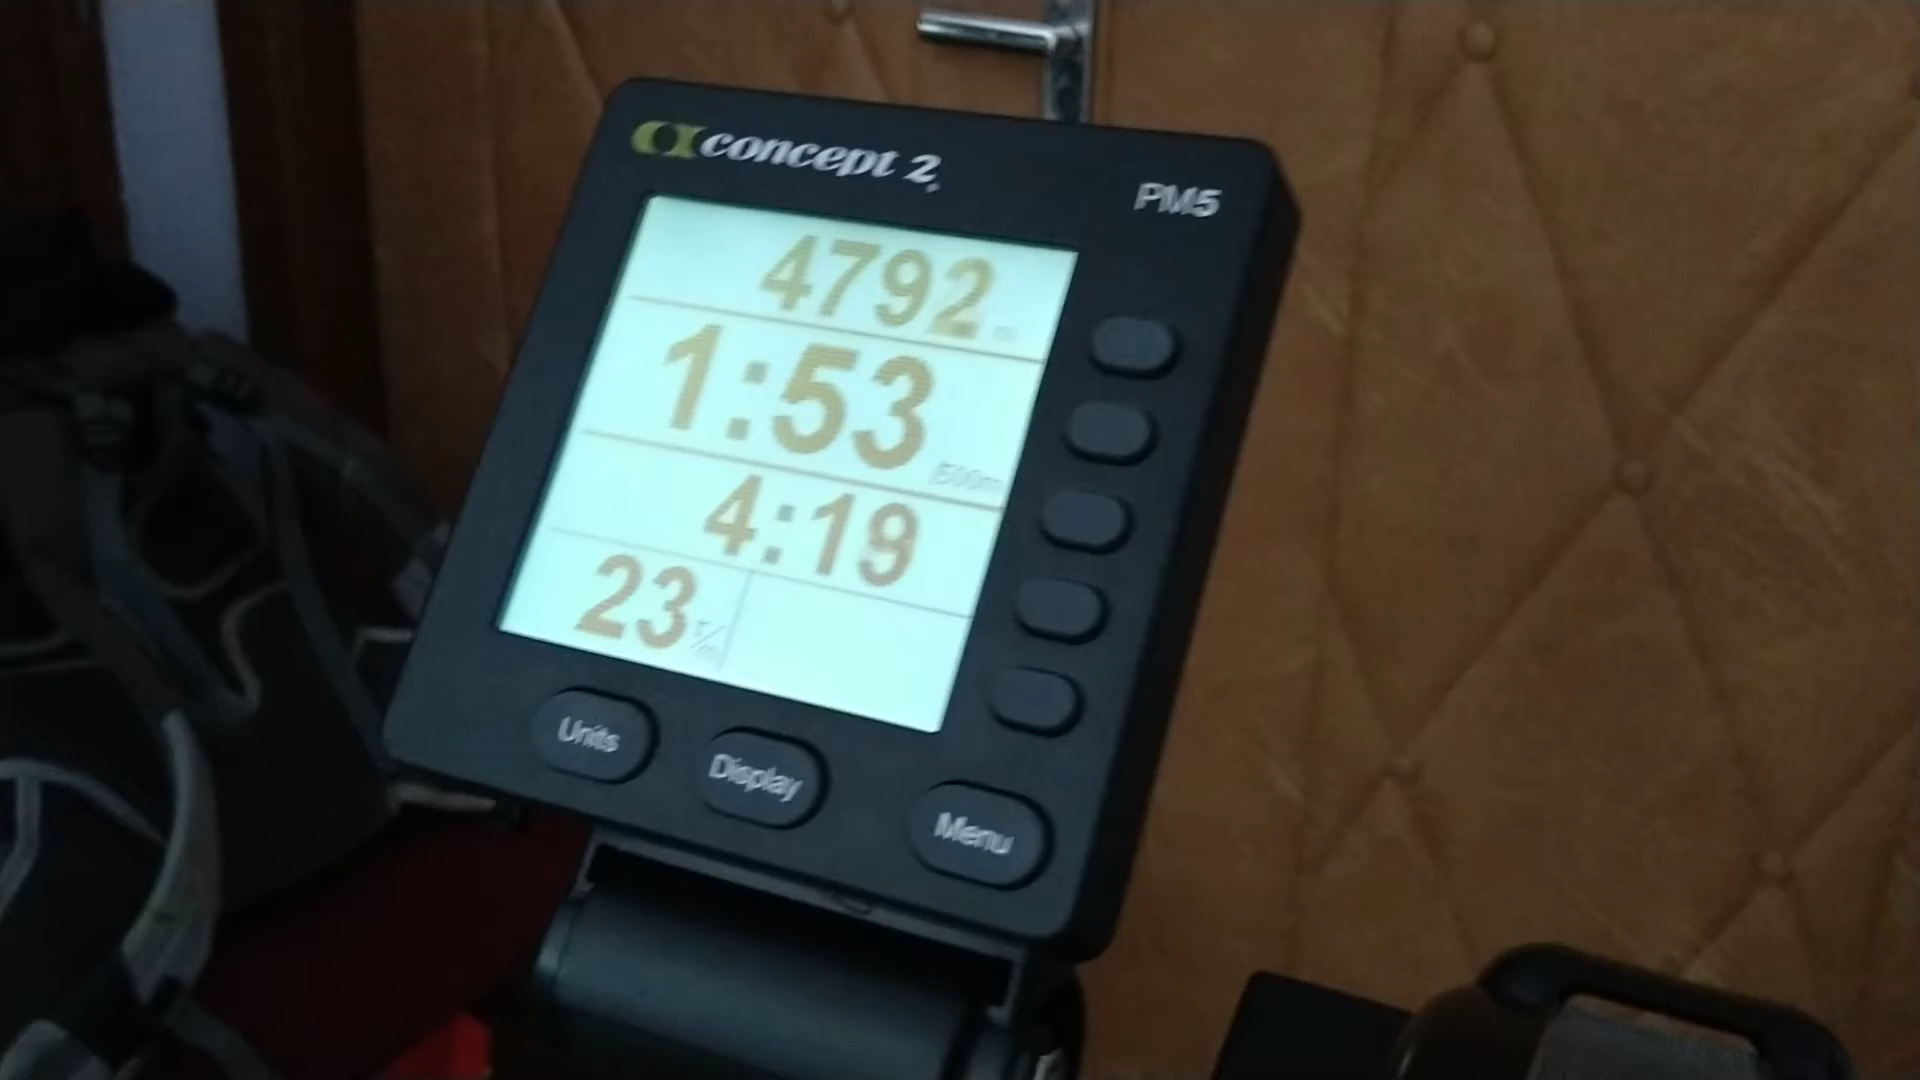 concept 2
PM5
4792 m
1:53 /500m
4:19
23
Units
Display
Menu